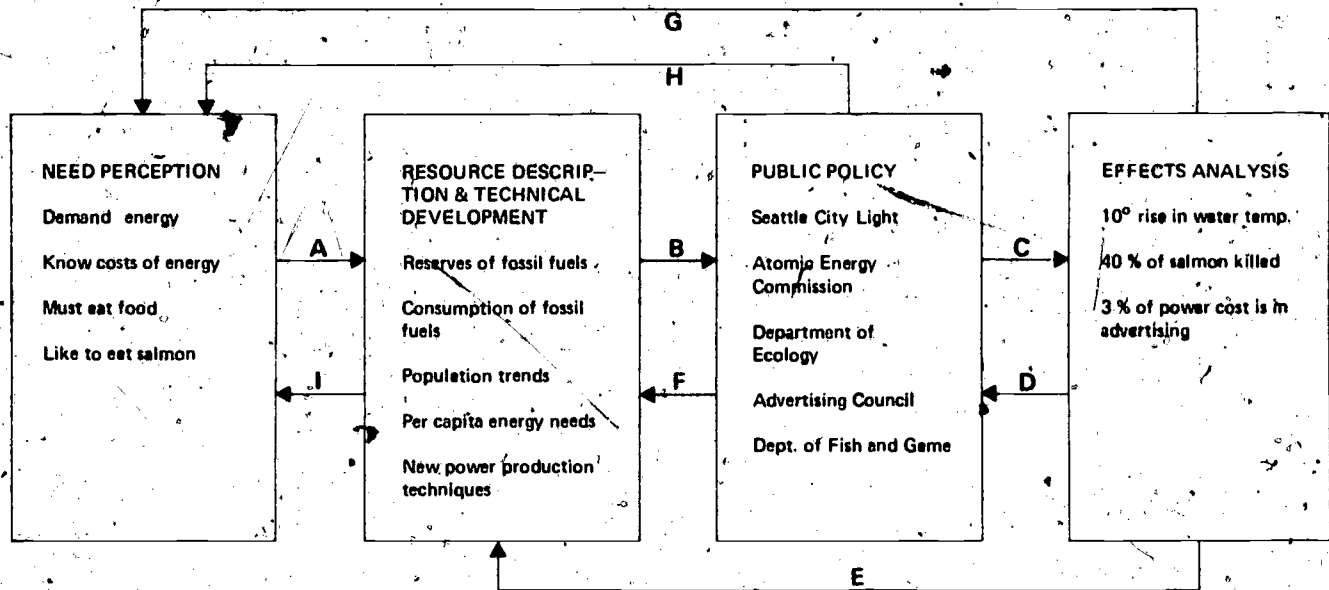 G
H
NEED PERCEPTION
Demand energy
Know costs of energy
Must eat food
Like to eat salmon
A
I
RESOURCE DESCRIP–
TION & TECHNICAL
DEVELOPMENT
Reserves of fossil fuels
Consumption of fossil
fuels
Population trends
Per capita energy needs
New power production
techniques
B
F
PUBLIC POLICY
Seattle City Light
Atomic Energy
Commission
Department of
Ecology
Advertising Council
Dept. of Fish and Game
C
D
EFFECTS ANALYSIS
10° rise in water temp.
40 % of salmon killed
3 % of power cost is in
advertising
E